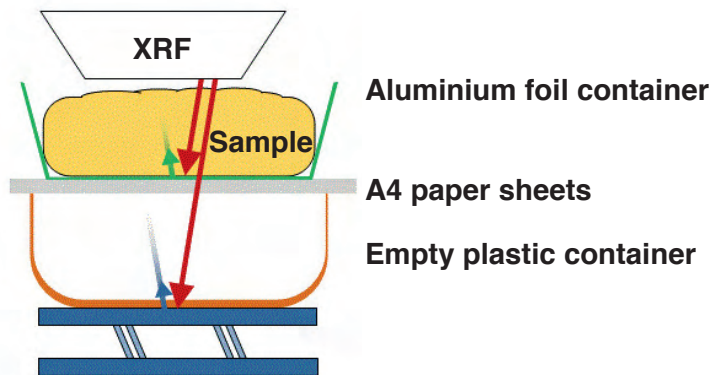 XRF
Aluminium foil container
Sample
A4 paper sheets
Empty plastic container